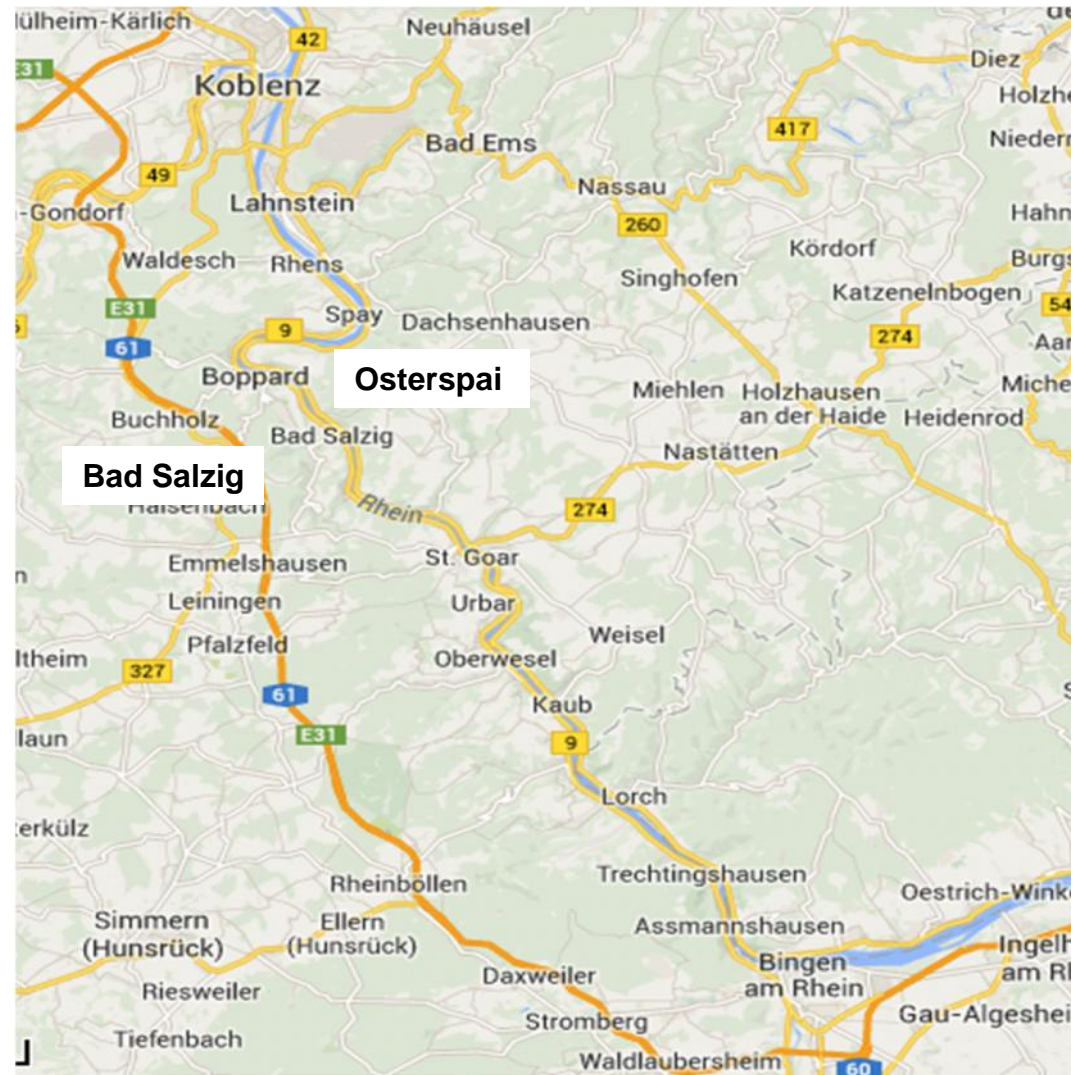 ülheim-Kärlich
42
Neuhäusel
Diez
E31
Koblenz
Holzhe
Bad Ems
417
Niedern
49
Nassau
Lahnstein
-Gondorf
260
Hahn
Waldesch
Rhens
Kördorf
Burgs
Singhofen
Katzenelnbogen
E31
Spay
Dachsenhausen
54
9
274
61
Aar
Boppard
Osterspai
Miehlen
Holzhausen
an der Haide
Miche
Heidenrod
Buchholz
Bad Salzig
Nastätten
Bad Salzig
Halsenbach
Rhein
274
St. Goar
Emmelshausen
Leiningen
Urbar
Pfalzfeld
Weisel
ltheim
327
Oberwesel
61
Kaub
E31
laun
9
Lorch
erkülz
Trechtingshausen
Rheinböllen
Oestrich-Winke
Simmern
(Hunsrück)
Ellern
(Hunsrück)
Assmannshausen
Ingelh
am Rh
Bingen
am Rhein
Daxweiler
Riesweiler
Gau-Algeshei
Stromberg
Tiefenbach
Waldlaubersheim
60